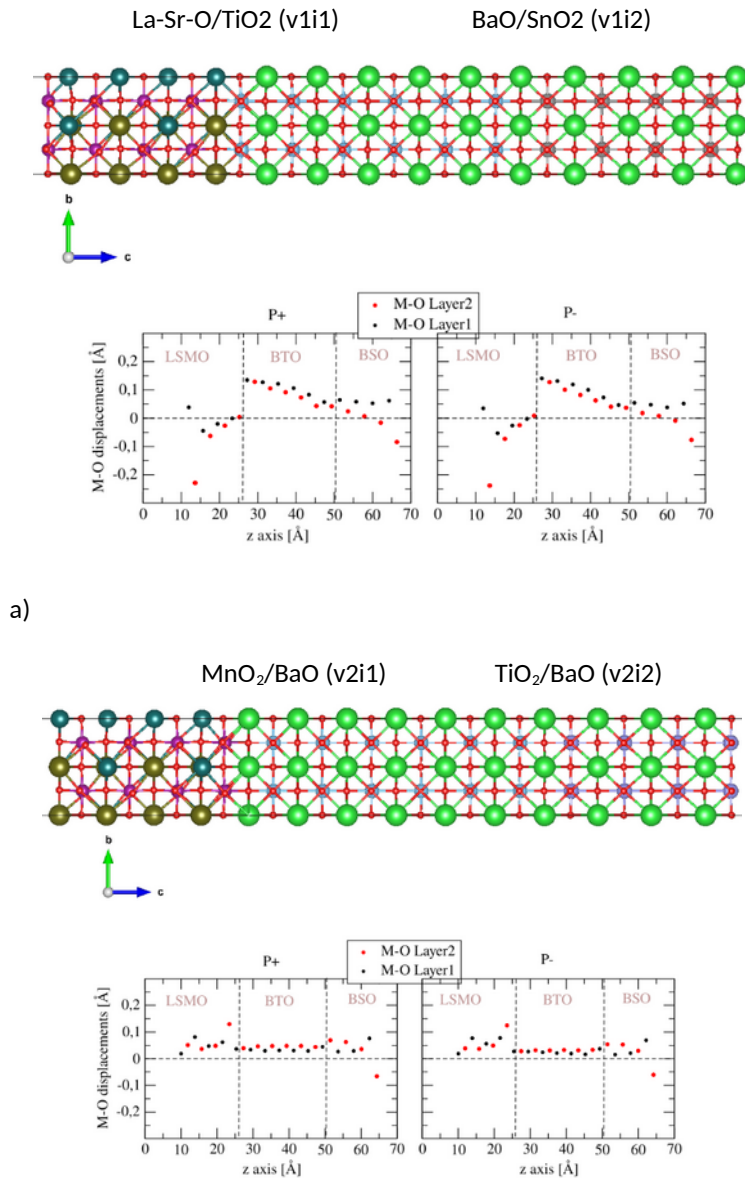 La-Sr-O/TiO2 (v1i1) BaO/SnO2 (v1i2)
b
c
M-O Layer2
M-O Layer1
P+ P-
LSMO BTO BSO LSMO BTO BSO
M-O displacements [Å]
0,2
0,1
0
-0,1
-0,2
0 10 20 30 40 50 60 70 0 10 20 30 40 50 60 70
z axis [Å] z axis [Å]
a)
MnO₂/BaO (v2i1) TiO₂/BaO (v2i2)
b
c
M-O Layer2
M-O Layer1
P+ P-
LSMO BTO BSO LSMO BTO BSO
M-O displacements [Å]
0,2
0,1
0
-0,1
-0,2
0 10 20 30 40 50 60 70 0 10 20 30 40 50 60 70
z axis [Å] z axis [Å]